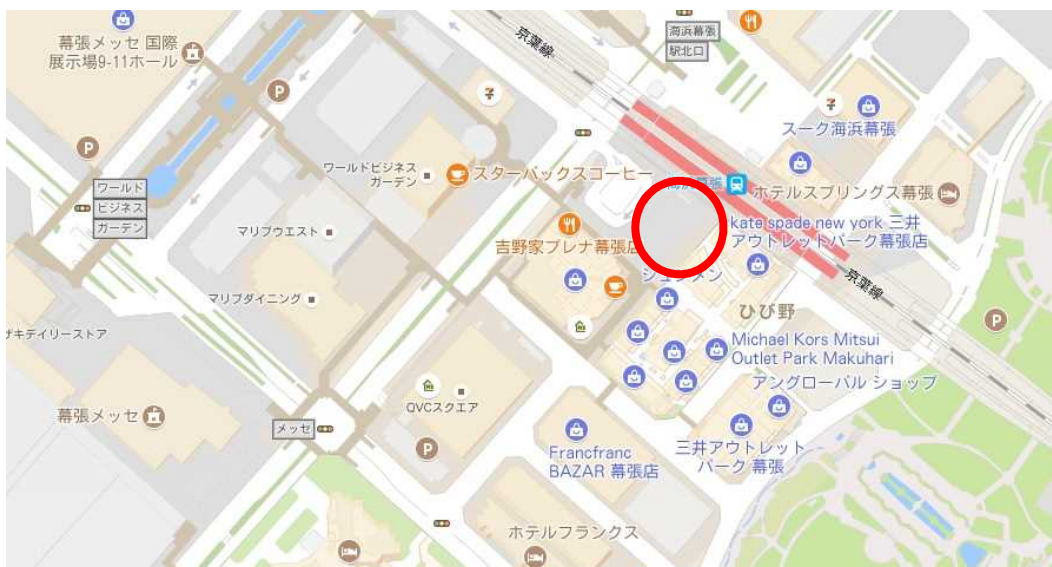 幕張メッセ 国際
展示場9-11ホール
京葉線
海浜幕張
駅北口
スーク海浜幕張
ワールドビジネス
ガーデン
スターバックスコーヒー
ホテルスプリングス幕張
ワールド
ビジネス
ガーデン
マリブウエスト
吉野家プレナ幕張店
kate spade new york 三井
アウトレットパーク幕張店
京葉線
マリブダイニング
ひび野
ザキデイリーストア
Michael Kors Mitsui
Outlet Park Makuhari
アングローバル ショップ
QVCスクエア
幕張メッセ
メッセ
Francfranc
BAZAR 幕張店
三井アウトレット
パーク 幕張
ホテルフランクス
P
P
P
P